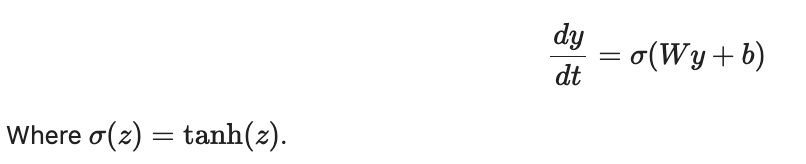 dy/dt = σ(Wy + b)
Where σ(z) = tanh(z).